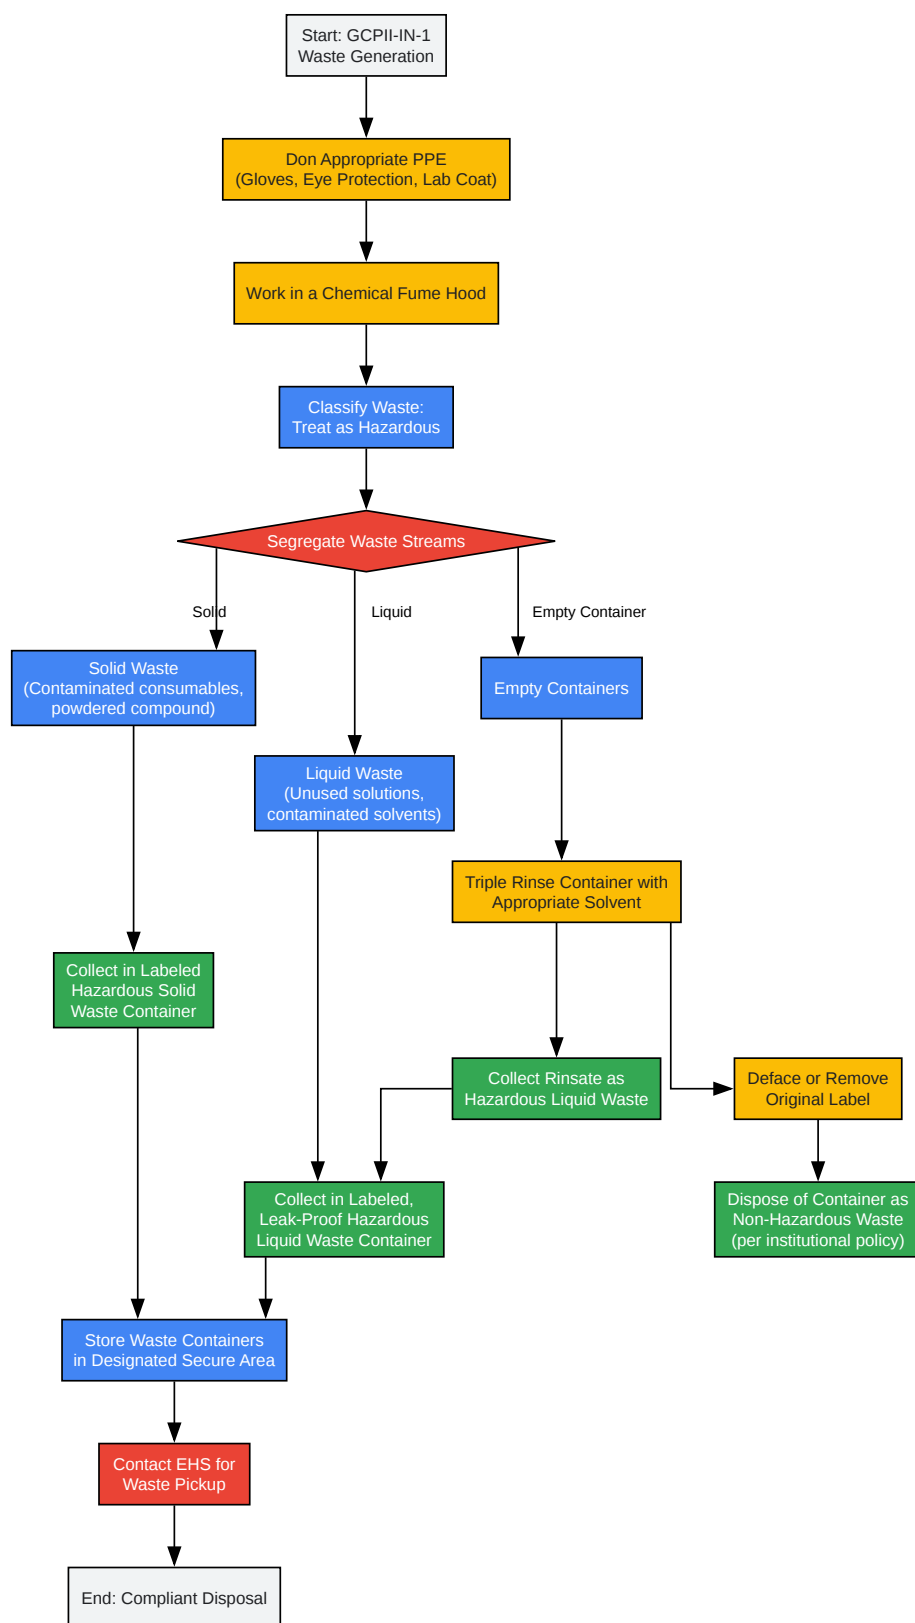 Start: GCPII-IN-1
Waste Generation
Don Appropriate PPE
(Gloves, Eye Protection, Lab Coat)
Work in a Chemical Fume Hood
Classify Waste:
Treat as Hazardous
Segregate Waste Streams
Solid
Liquid
Empty Container
Solid Waste
(Contaminated consumables,
powdered compound)
Empty Containers
Liquid Waste
(Unused solutions,
contaminated solvents)
Triple Rinse Container with
Appropriate Solvent
Collect in Labeled
Hazardous Solid
Waste Container
Collect Rinsate as
Hazardous Liquid Waste
Deface or Remove
Original Label
Collect in Labeled,
Leak-Proof Hazardous
Liquid Waste Container
Dispose of Container as
Non-Hazardous Waste
(per institutional policy)
Store Waste Containers
in Designated Secure Area
Contact EHS for
Waste Pickup
End: Compliant Disposal